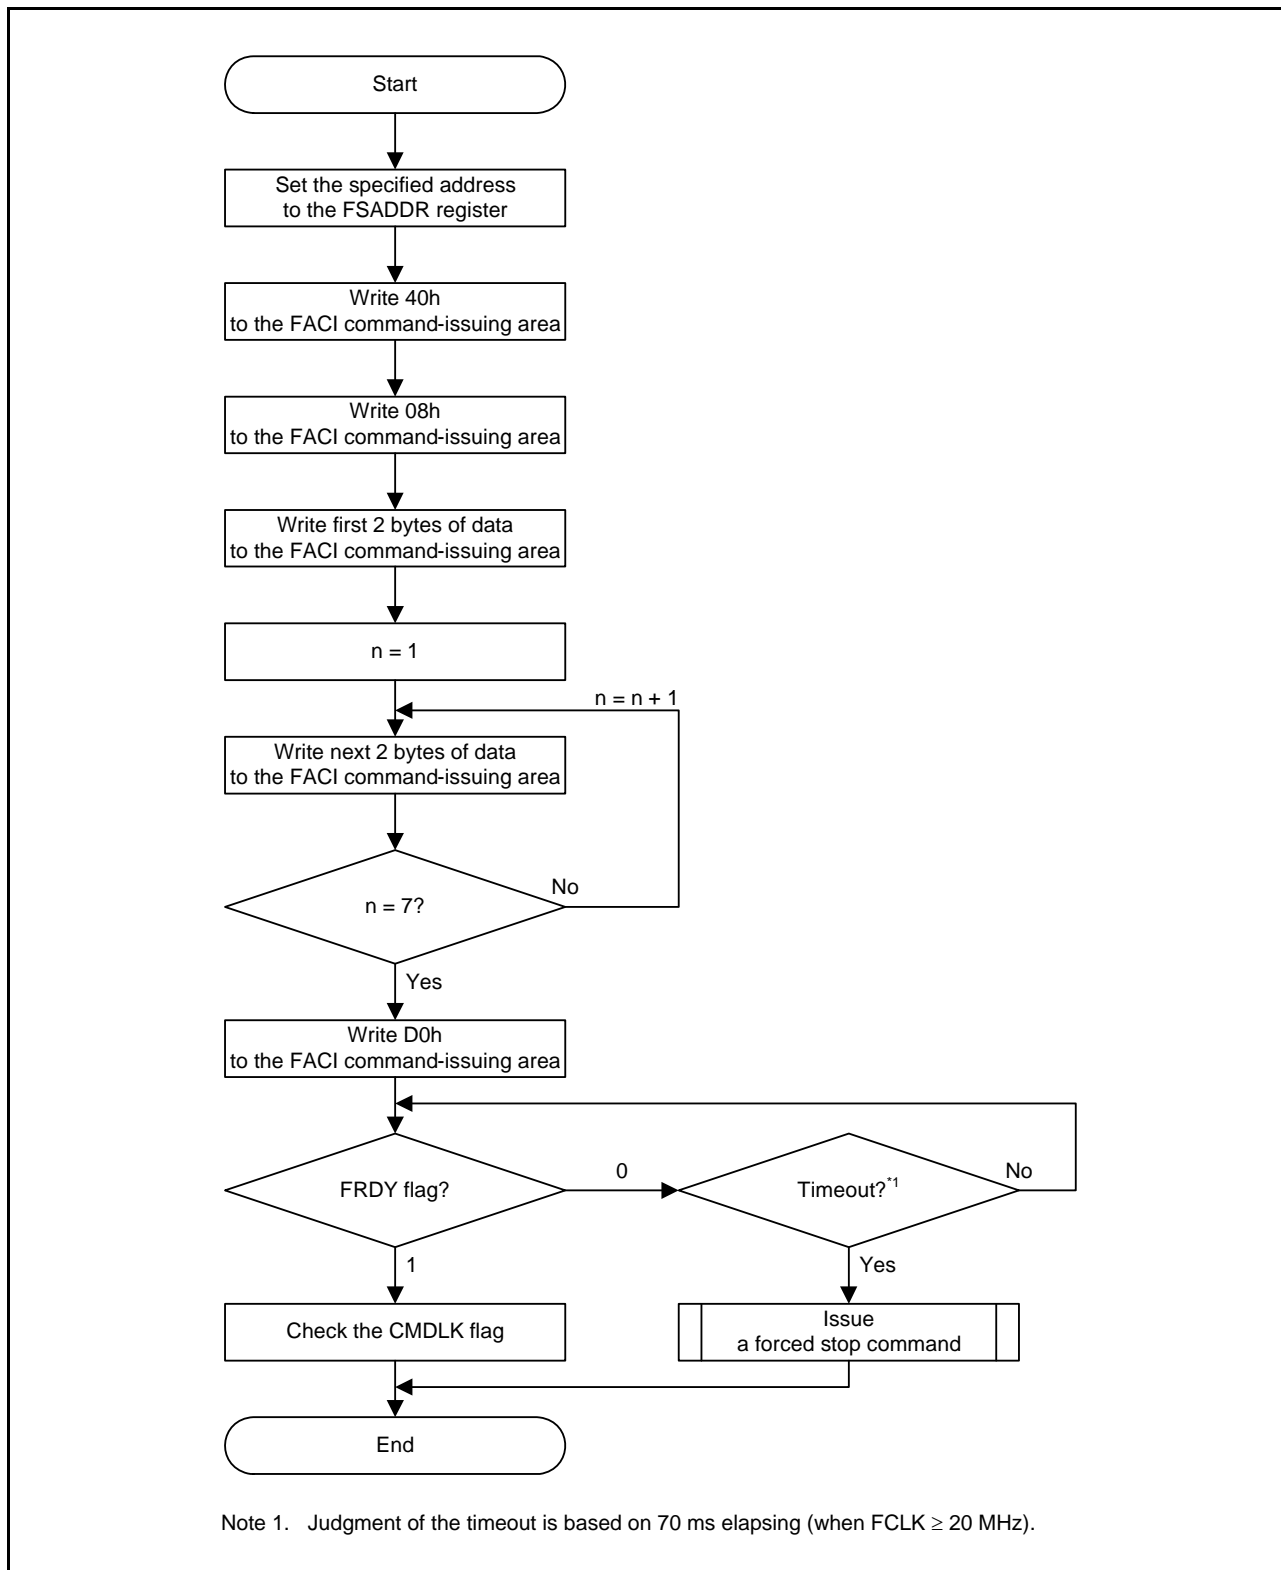 Start
Set the specified address
to the FSADDR register
Write 40h
to the FACI command-issuing area
Write 08h
to the FACI command-issuing area
Write first 2 bytes of data
to the FACI command-issuing area
n = 1
n = n + 1
Write next 2 bytes of data
to the FACI command-issuing area
n = 7?
No
Yes
Write D0h
to the FACI command-issuing area
FRDY flag?
0
Timeout?*1
No
1
Yes
Check the CMDLK flag
Issue
a forced stop command
End
Note 1. Judgment of the timeout is based on 70 ms elapsing (when FCLK ≥ 20 MHz).